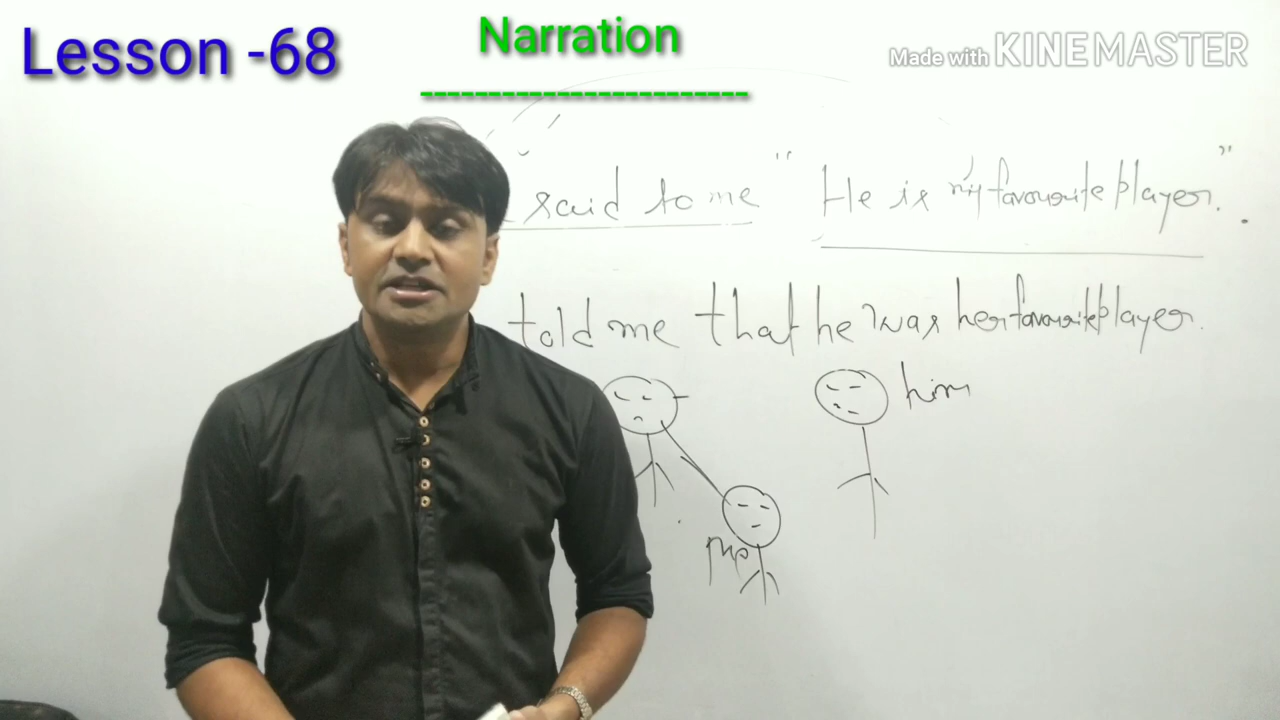 Lesson -68
Narration
Made with KINEMASTER
said to me " He is my favourite player."
told me that he was her favourite player.
him
me